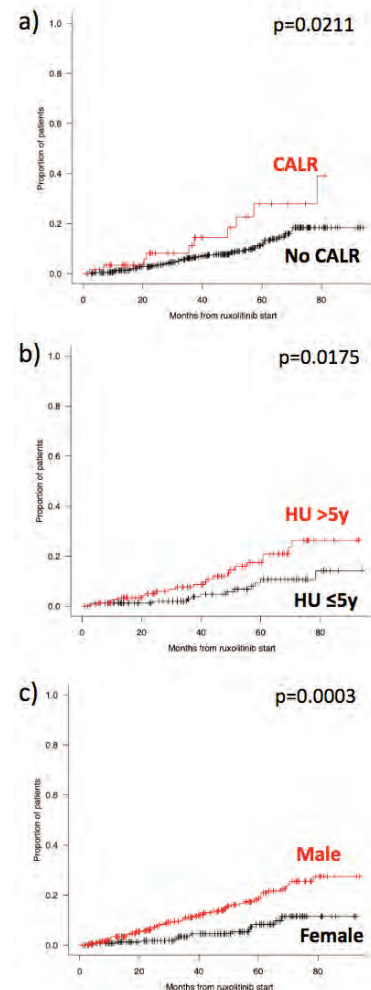 a)
p=0.0211
1.0
0.8
0.6
0.4
0.2
0.0
Proportion of patients
CALR
No CALR
0
20
40
60
80
Months from ruxolitinib start
b)
p=0.0175
1.0
0.8
0.6
0.4
0.2
0.0
Proportion of patients
HU >5y
HU ≤5y
0
20
40
60
80
Months from ruxolitinib start
c)
p=0.0003
1.0
0.8
0.6
0.4
0.2
0.0
Proportion of patients
Male
Female
0
20
40
60
80
Months from ruxolitinib start